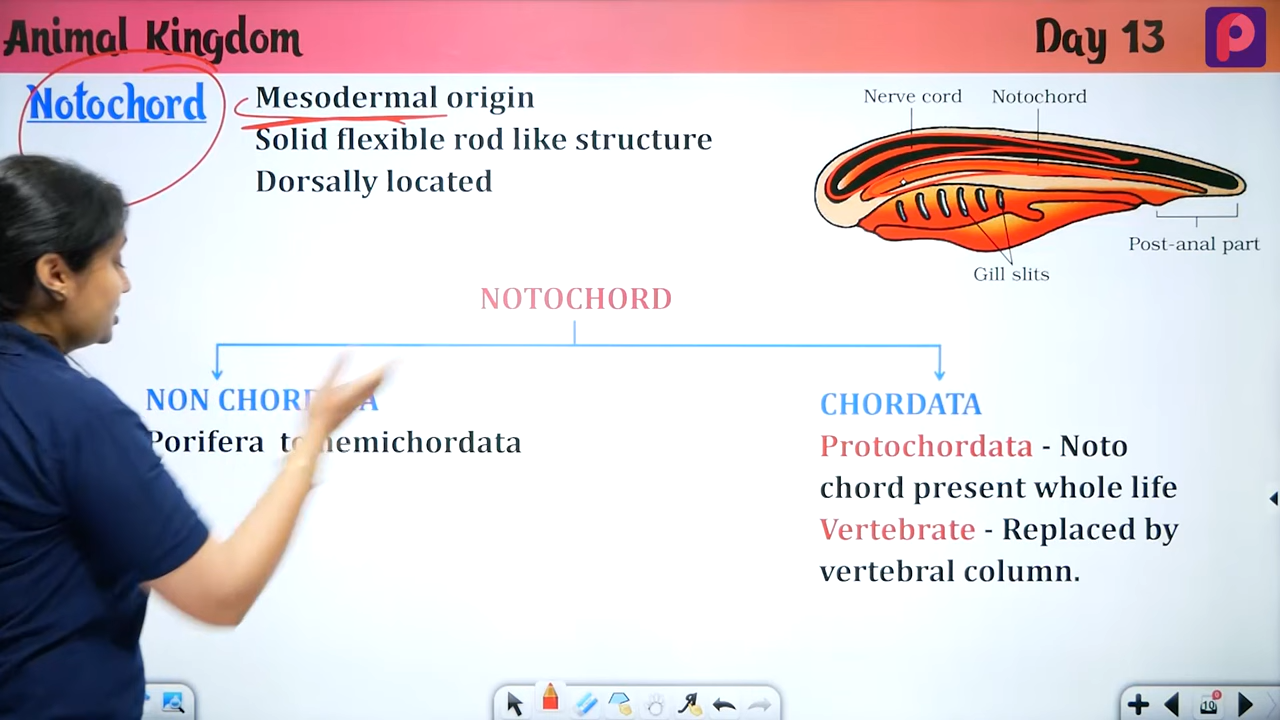 Animal Kingdom
Day 13
Notochord
Mesodermal origin
Solid flexible rod like structure
Dorsally located
Nerve cord Notochord
Post-anal part
Gill slits
NOTOCHORD
NON
Porifera hemichordata
CHORDATA
Protochordata - Noto
chord present whole life
Vertebrate - Replaced by
vertebral column.
10